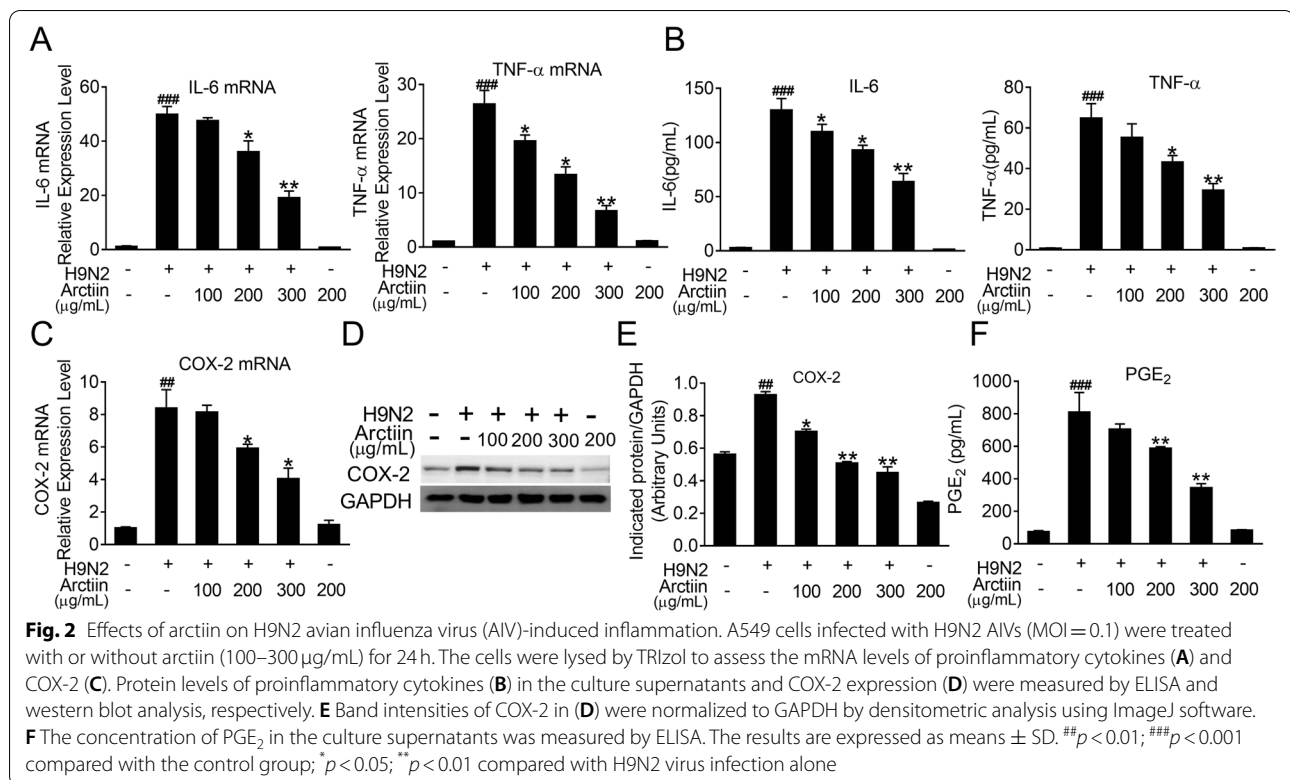 A
IL-6 mRNA
IL-6 mRNA
Relative Expression Level
60
40
20
0
###
*
**
H9N2 - + + + + -
Arctiin
(μg/mL) - - 100 200 300 200
TNF-α mRNA
TNF-α mRNA
Relative Expression Level
30
20
10
0
###
*
*
**
H9N2 - + + + + -
Arctiin
(μg/mL) - - 100 200 300 200
B
IL-6
IL-6(pg/mL)
150
100
50
0
###
*
*
**
H9N2 - + + + + -
Arctiin
(μg/mL) - - 100 200 300 200
TNF-α
TNF-α(pg/mL)
80
60
40
20
0
###
*
**
H9N2 - + + + + -
Arctiin
(μg/mL) - - 100 200 300 200
C
COX-2 mRNA
COX-2 mRNA
Relative Expression Level
10
8
6
4
2
0
##
*
*
H9N2 - + + + + -
Arctiin
(μg/mL) - - 100 200 300 200
D
H9N2 - + + + + -
Arctiin - - 100 200 300 200
μg/mL)
COX-2
GAPDH
E
COX-2
Indicated protein/GAPDH
(Arbitrary Units)
1.0
0.8
0.6
0.4
0.2
0.0
##
*
**
**
H9N2 - + + + + -
Arctiin
(μg/mL) - - 100 200 300 200
F
PGE2
PGE2 (pg/mL)
1000
800
600
400
200
0
###
**
**
H9N2 - + + + + -
Arctiin
(μg/mL) - - 100 200 300 200
Fig. 2 Effects of arctiin on H9N2 avian influenza virus (AIV)-induced inflammation. A549 cells infected with H9N2 AIVs (MOI = 0.1) were treated
with or without arctiin (100–300 μg/mL) for 24 h. The cells were lysed by TRIzol to assess the mRNA levels of proinflammatory cytokines (A) and
COX-2 (C). Protein levels of proinflammatory cytokines (B) in the culture supernatants and COX-2 expression (D) were measured by ELISA and
western blot analysis, respectively. E Band intensities of COX-2 in (D) were normalized to GAPDH by densitometric analysis using ImageJ software.
F The concentration of PGE2 in the culture supernatants was measured by ELISA. The results are expressed as means ± SD. ##p < 0.01; ###p < 0.001
compared with the control group; *p < 0.05; **p < 0.01 compared with H9N2 virus infection alone